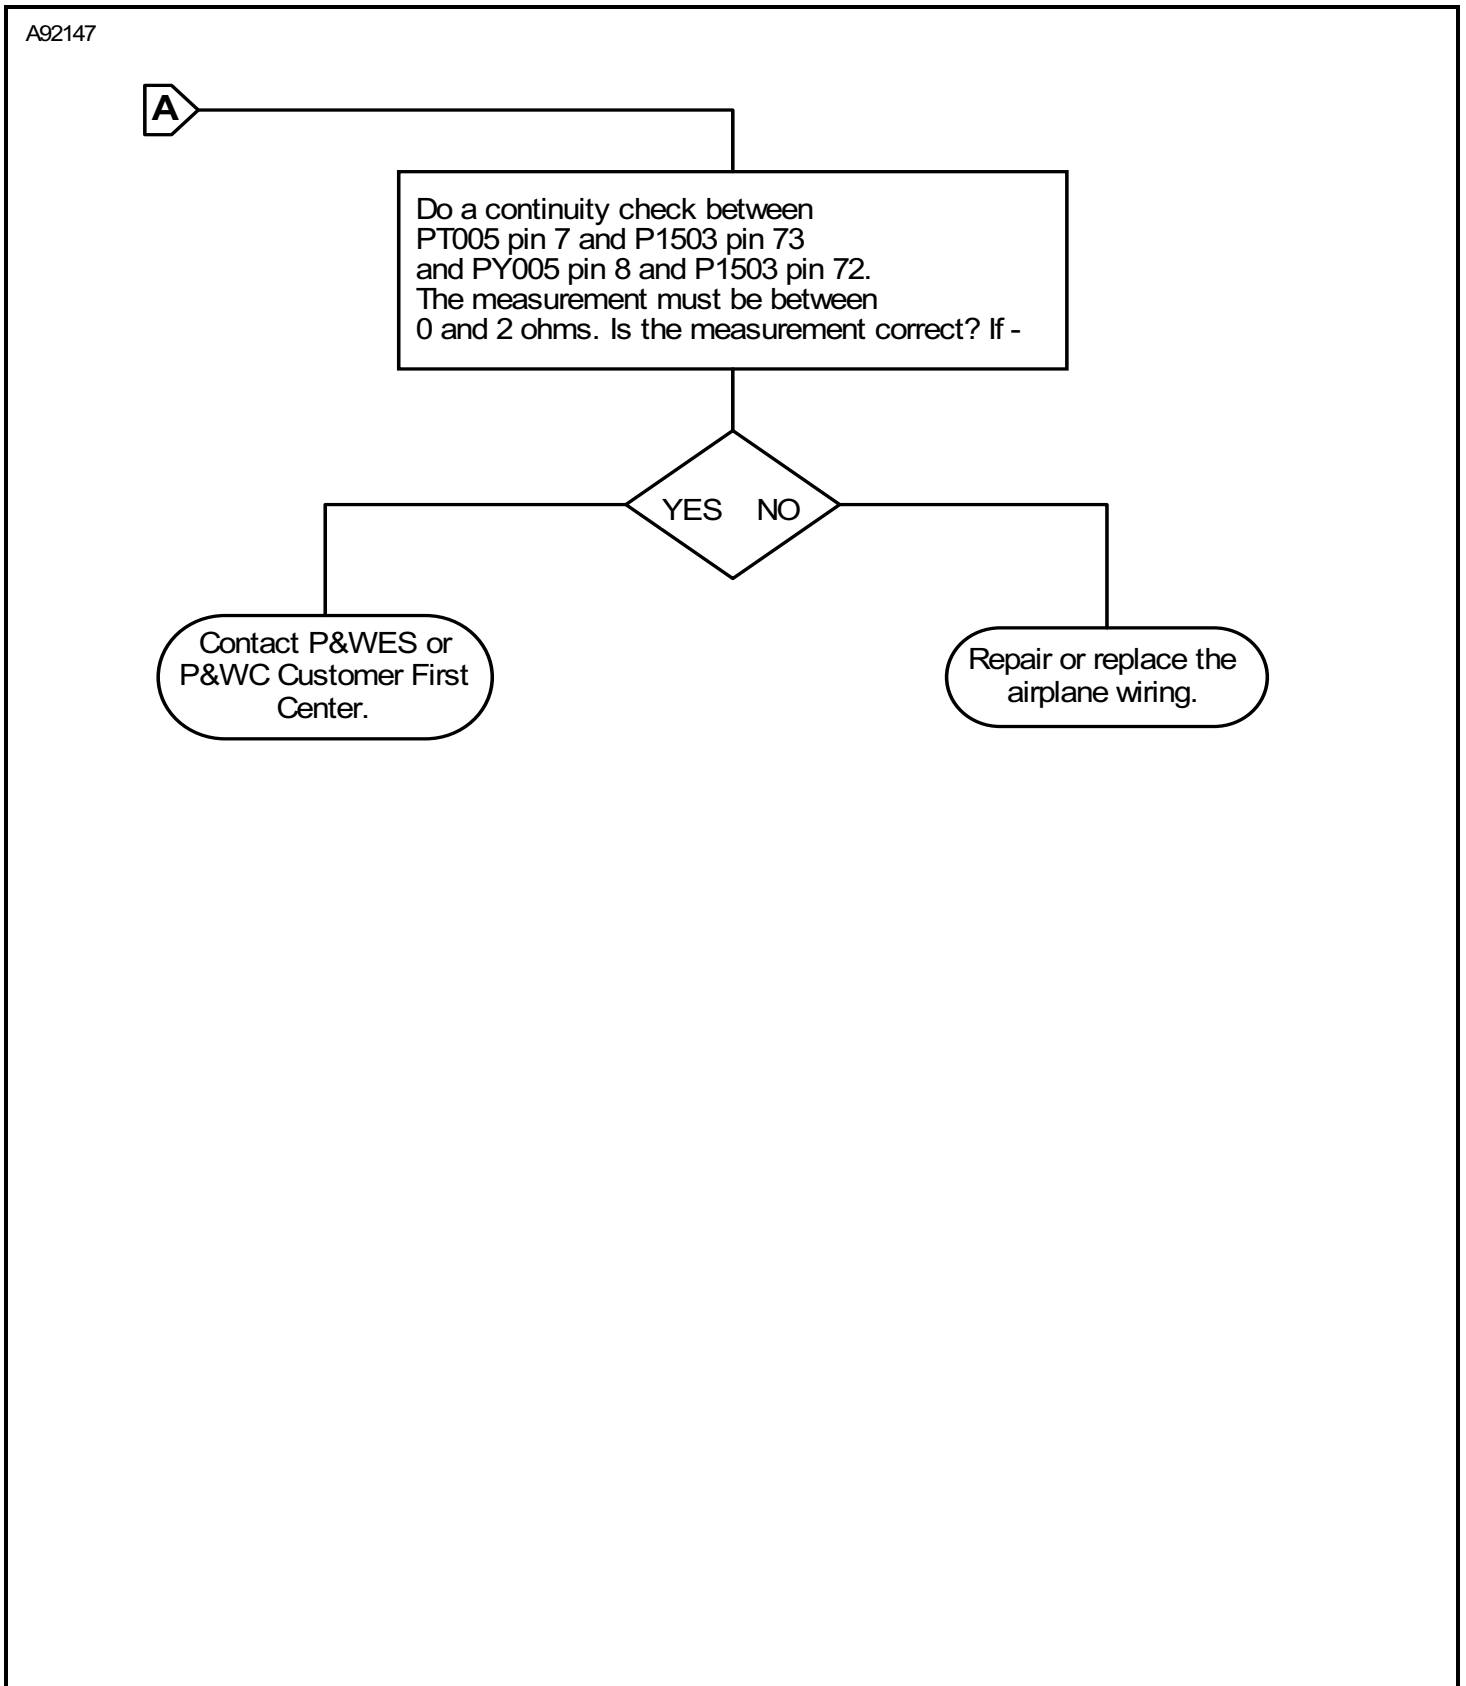 A92147
A
Do a continuity check between
PT005 pin 7 and P1503 pin 73
and PY005 pin 8 and P1503 pin 72.
The measurement must be between
0 and 2 ohms. Is the measurement correct? If -
YES NO
Contact P&WES or
P&WC Customer First
Center.
Repair or replace the
airplane wiring.